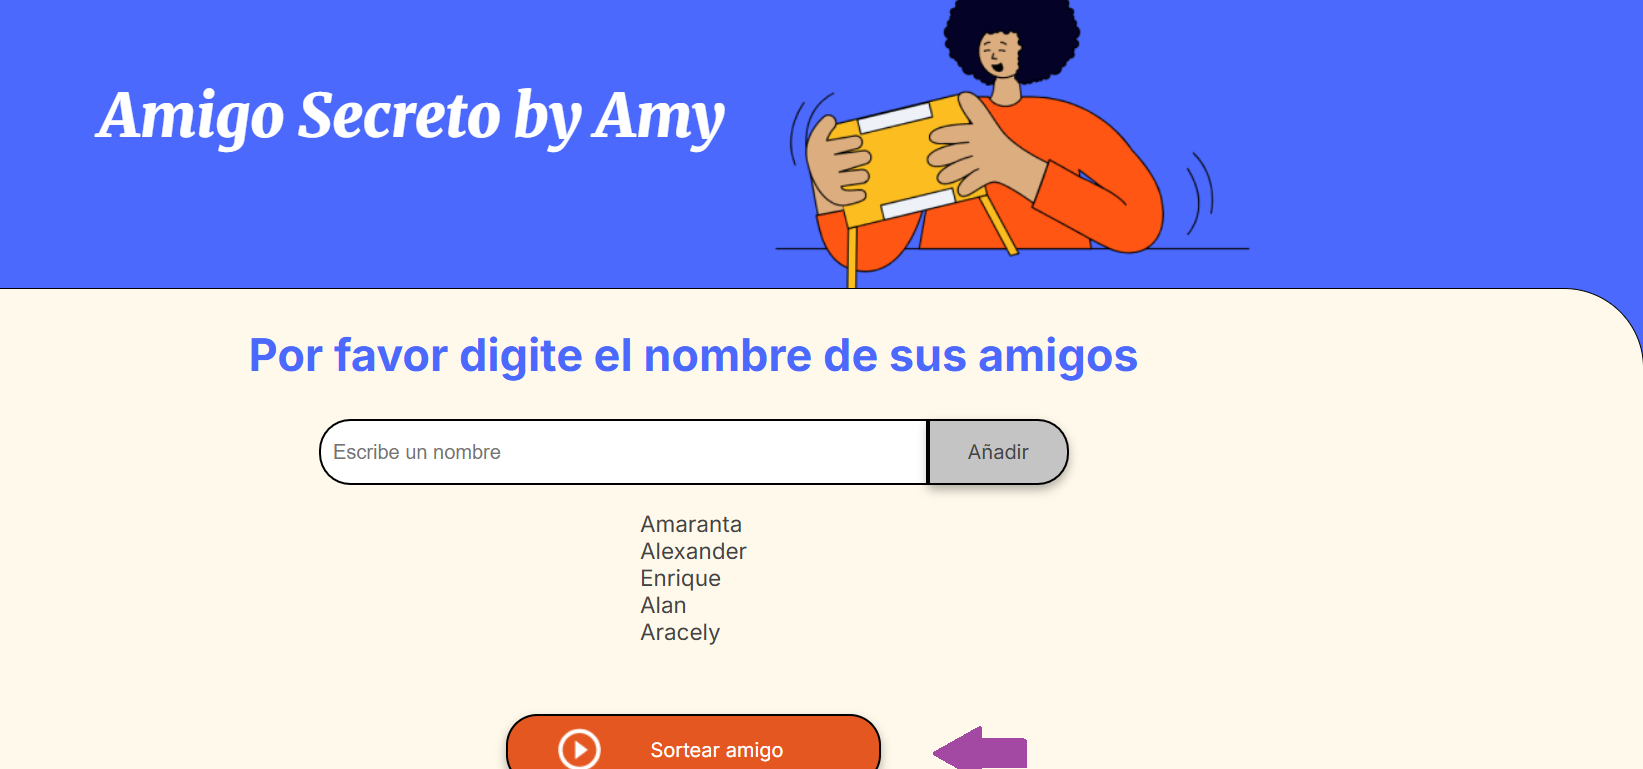 Amigo Secreto by Amy
Por favor digite el nombre de sus amigos
Escribe un nombre
Añadir
Amaranta
Alexander
Enrique
Alan
Aracely
Sortear amigo